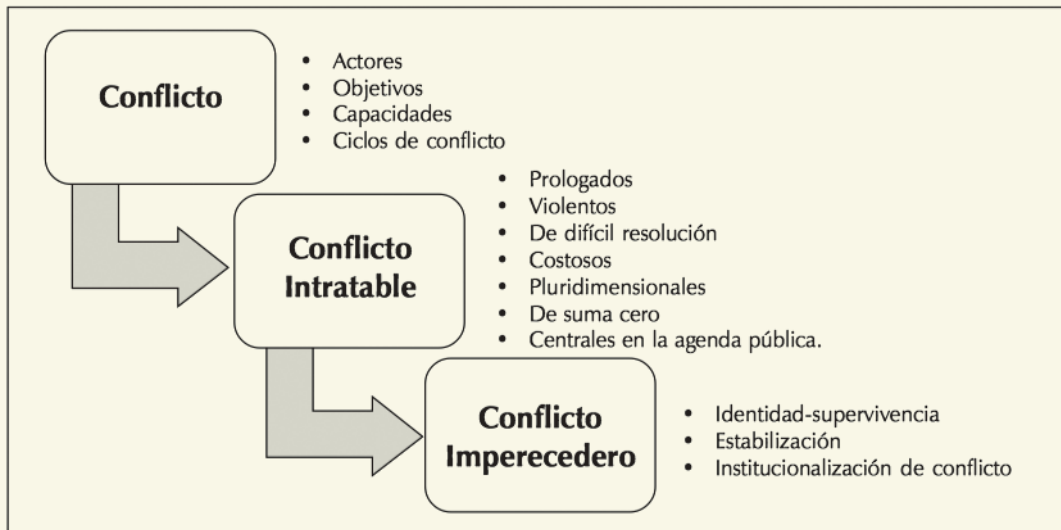 Conflicto
• Actores
• Objetivos
• Capacidades
• Ciclos de conflicto
Conflicto
Intratable
• Prologados
• Violentos
• De difícil resolución
• Costosos
• Pluridimensionales
• De suma cero
• Centrales en la agenda pública.
Conflicto
Imperecedero
• Identidad-supervivencia
• Estabilización
• Institucionalización de conflicto